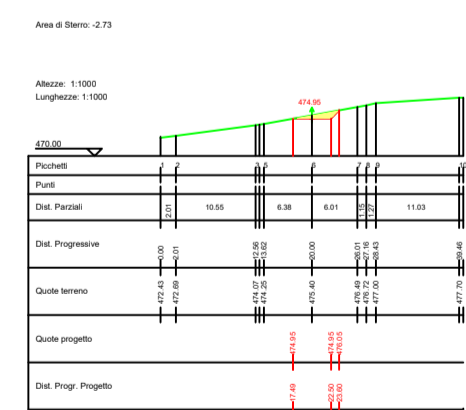 Area di Sterro: -2.73
Altezze: 1:1000
Lunghezze: 1:1000
474.95
470.00
Picchetti 1 2 3 5 6 7 8 9 10
Punti
Dist. Parziali 2.01 10.55 6.38 6.01 1.15 1.27 11.03
Dist. Progressive 0.00 2.01 12.56 13.62 20.00 26.01 27.16 28.43 39.46
Quote terreno 472.43 472.69 474.07 474.25 475.40 476.49 476.72 477.00 477.70
Quote progetto 474.95 474.95 476.05
Dist. Progr. Progetto 17.49 22.50 23.60